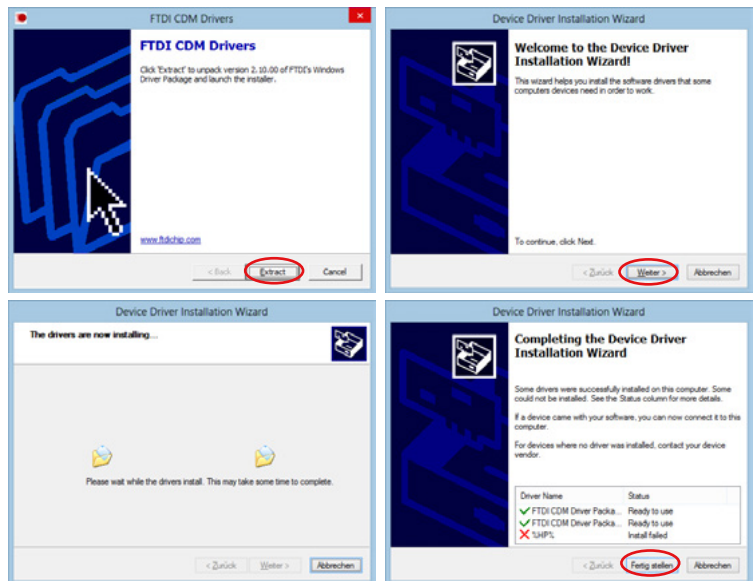 FTDI CDM Drivers
FTDI CDM Drivers
Click 'Extract' to unpack version 2.10.00 of FTDI's Windows
Driver Package and launch the installer.
www.ftdichip.com
< Back
Extract
Cancel
Device Driver Installation Wizard
Welcome to the Device Driver
Installation Wizard!
This wizard helps you install the software drivers that some
computers devices need in order to work.
To continue, click Next.
< Zurück
Weiter >
Abbrechen
Device Driver Installation Wizard
The drivers are now installing...
Please wait while the drivers install. This may take some time to complete.
< Zurück
Weiter >
Abbrechen
Device Driver Installation Wizard
Completing the Device Driver
Installation Wizard
Some drivers were successfully installed on this computer. Some
could not be installed. See the Status column for more details.
If a device came with your software, you can now connect it to this
computer.
For devices where no driver was installed, contact your device
vendor.
Driver Name Status
FTDI CDM Driver Packa... Ready to use
FTDI CDM Driver Packa... Ready to use
%HP% Install failed
< Zurück
Fertig stellen
Abbrechen